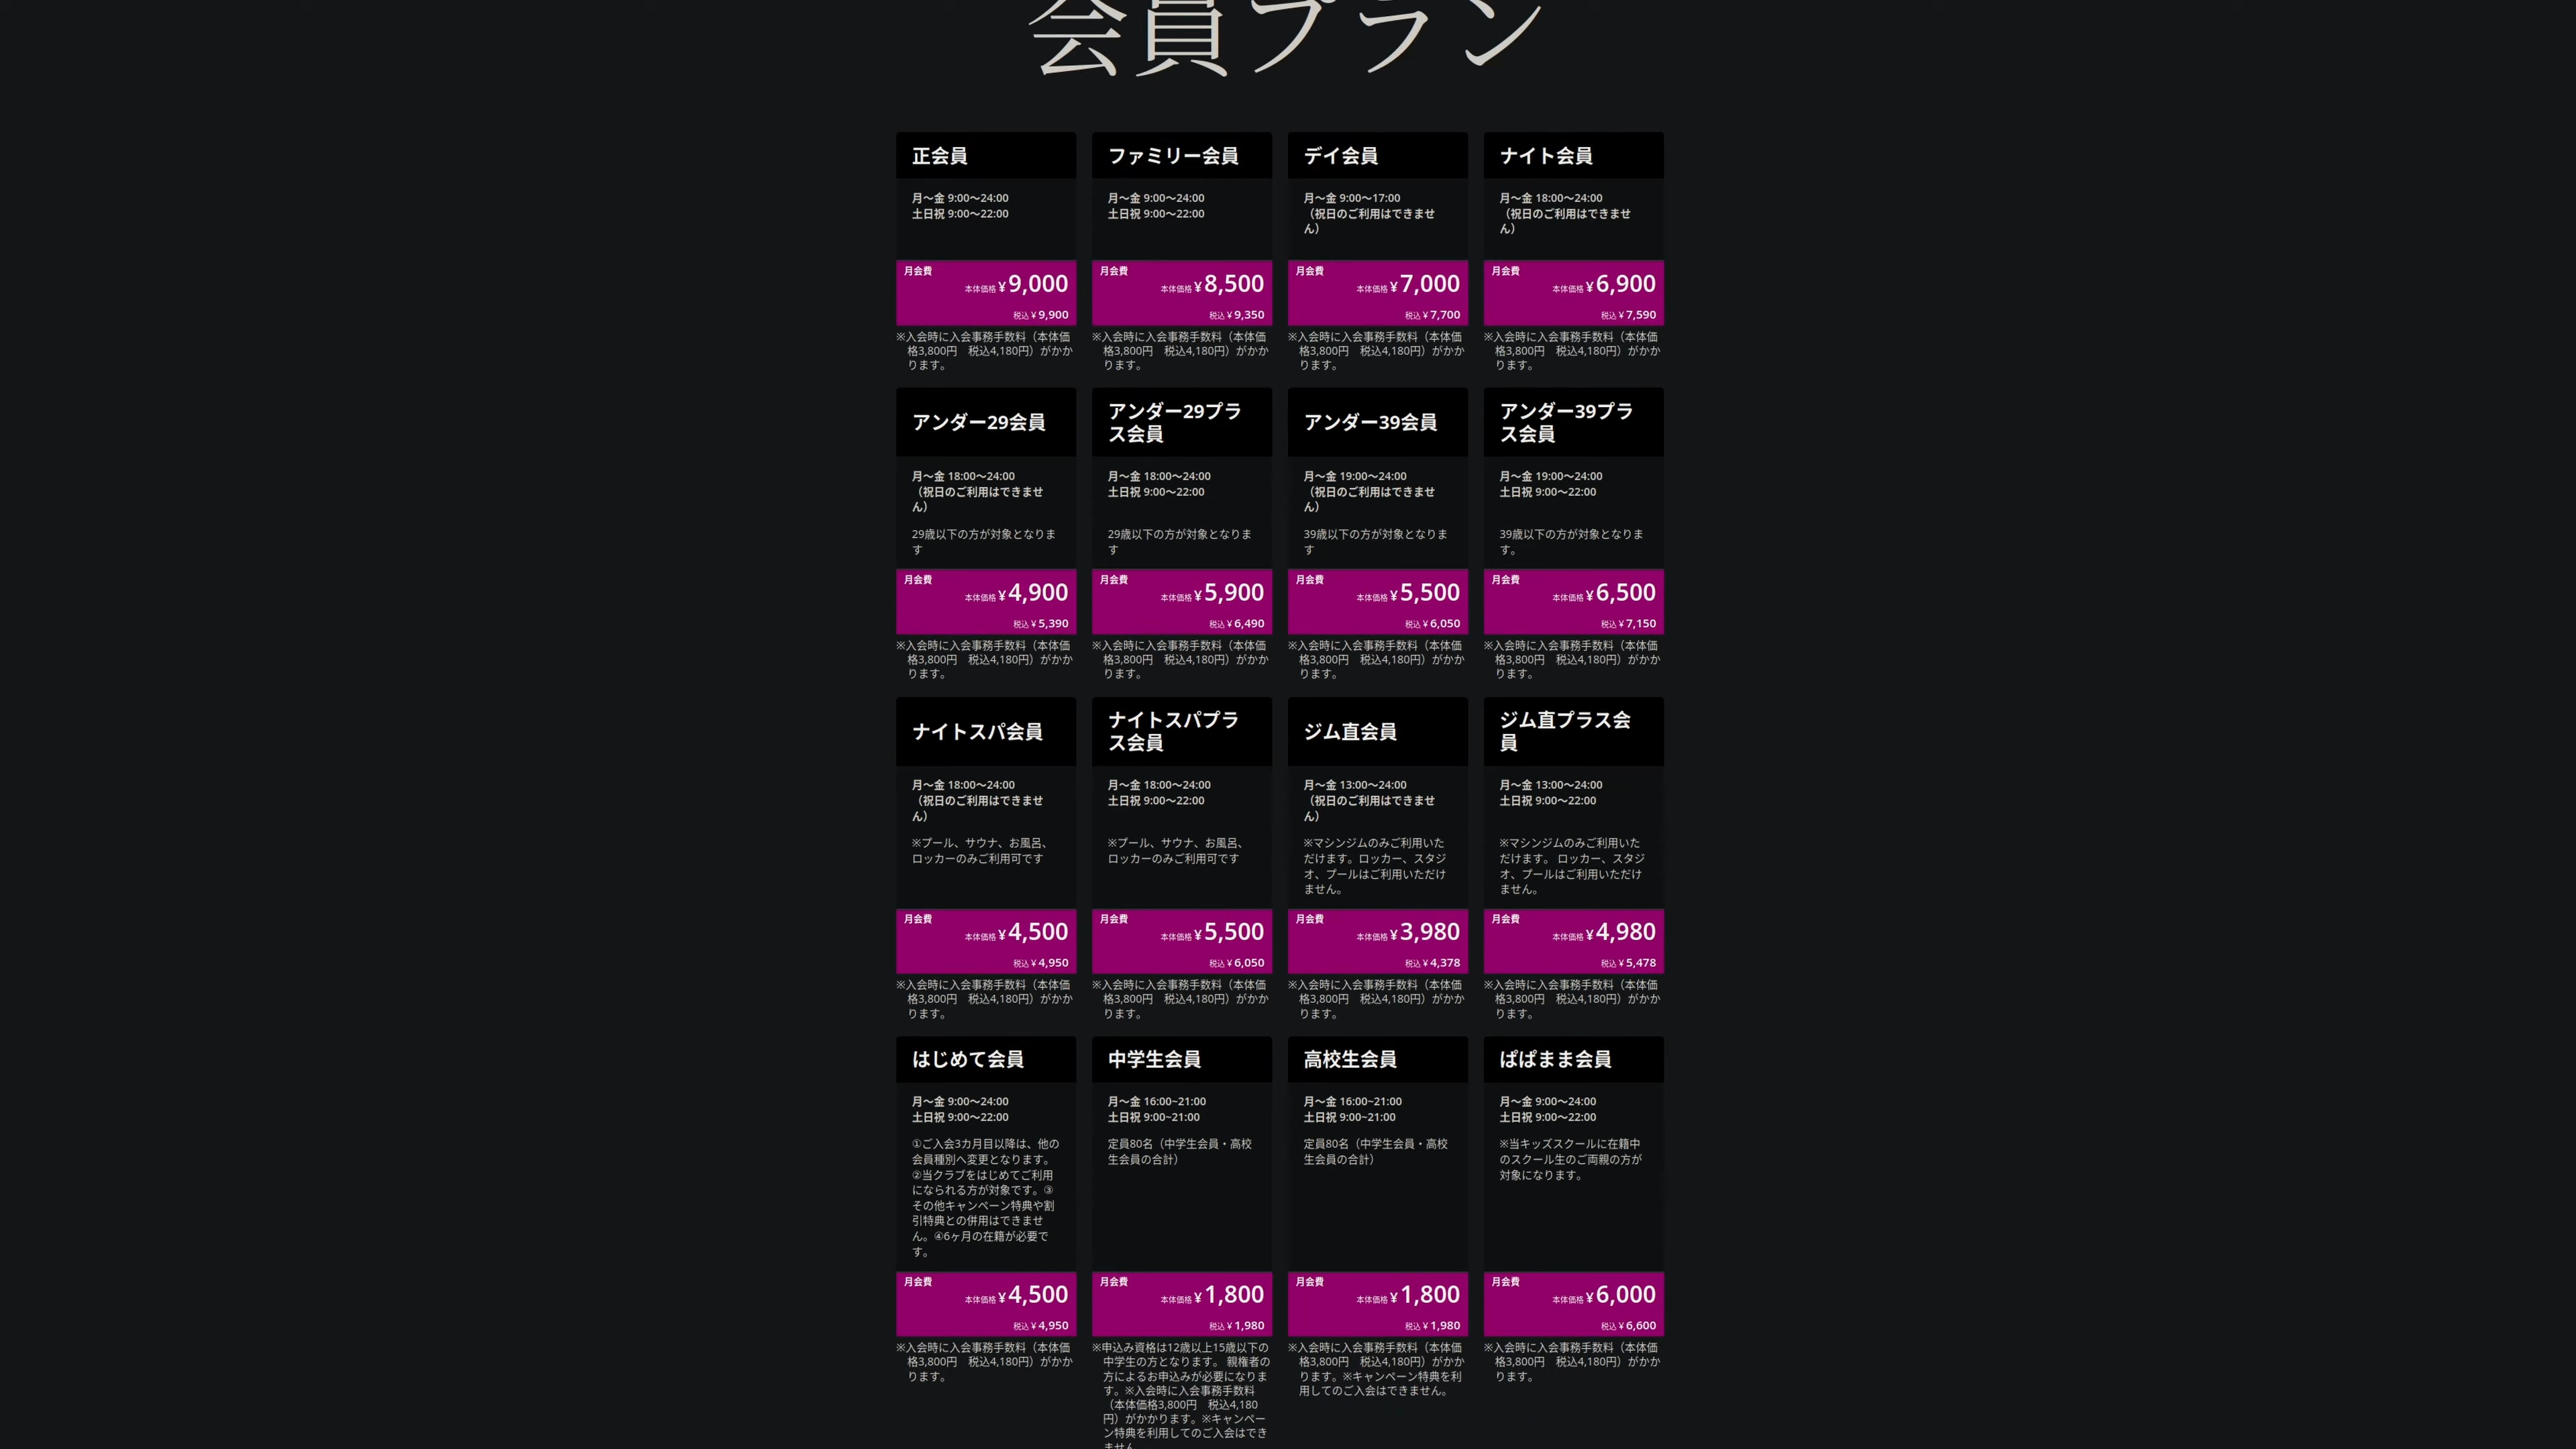 会員プラン
正会員
月〜金 9:00〜24:00
土日祝 9:00〜22:00
月会費
本体価格¥9,000
税込¥9,900
※入会時に入会事務手数料（本体価
格3,800円　税込4,180円）がかか
ります。
ファミリー会員
月〜金 9:00〜24:00
土日祝 9:00〜22:00
月会費
本体価格¥8,500
税込¥9,350
※入会時に入会事務手数料（本体価
格3,800円　税込4,180円）がかか
ります。
デイ会員
月〜金 9:00〜17:00
（祝日のご利用はできませ
ん）
月会費
本体価格¥7,000
税込¥7,700
※入会時に入会事務手数料（本体価
格3,800円　税込4,180円）がかか
ります。
ナイト会員
月〜金 18:00〜24:00
（祝日のご利用はできませ
ん）
月会費
本体価格¥6,900
税込¥7,590
※入会時に入会事務手数料（本体価
格3,800円　税込4,180円）がかか
ります。
アンダー29会員
月〜金 18:00〜24:00
（祝日のご利用はできませ
ん）
29歳以下の方が対象となりま
す
月会費
本体価格¥4,900
税込¥5,390
※入会時に入会事務手数料（本体価
格3,800円　税込4,180円）がかか
ります。
アンダー29プラ
ス会員
月〜金 18:00〜24:00
土日祝 9:00〜22:00
29歳以下の方が対象となりま
す
月会費
本体価格¥5,900
税込¥6,490
※入会時に入会事務手数料（本体価
格3,800円　税込4,180円）がかか
ります。
アンダー39会員
月〜金 19:00〜24:00
（祝日のご利用はできませ
ん）
39歳以下の方が対象となりま
す
月会費
本体価格¥5,500
税込¥6,050
※入会時に入会事務手数料（本体価
格3,800円　税込4,180円）がかか
ります。
アンダー39プラ
ス会員
月〜金 19:00〜24:00
土日祝 9:00〜22:00
39歳以下の方が対象となりま
す。
月会費
本体価格¥6,500
税込¥7,150
※入会時に入会事務手数料（本体価
格3,800円　税込4,180円）がかか
ります。
ナイトスパ会員
月〜金 18:00〜24:00
（祝日のご利用はできませ
ん）
※プール、サウナ、お風呂、
ロッカーのみご利用可です
月会費
本体価格¥4,500
税込¥4,950
※入会時に入会事務手数料（本体価
格3,800円　税込4,180円）がかか
ります。
ナイトスパプラ
ス会員
月〜金 18:00〜24:00
土日祝 9:00〜22:00
※プール、サウナ、お風呂、
ロッカーのみご利用可です
月会費
本体価格¥5,500
税込¥6,050
※入会時に入会事務手数料（本体価
格3,800円　税込4,180円）がかか
ります。
ジム直会員
月〜金 13:00〜24:00
（祝日のご利用はできませ
ん）
※マシンジムのみご利用いた
だけます。ロッカー、スタジ
オ、プールはご利用いただけ
ません。
月会費
本体価格¥3,980
税込¥4,378
※入会時に入会事務手数料（本体価
格3,800円　税込4,180円）がかか
ります。
ジム直プラス会
員
月〜金 13:00〜24:00
土日祝 9:00〜22:00
※マシンジムのみご利用いた
だけます。 ロッカー、スタジ
オ、プールはご利用いただけ
ません。
月会費
本体価格¥4,980
税込¥5,478
※入会時に入会事務手数料（本体価
格3,800円　税込4,180円）がかか
ります。
はじめて会員
月〜金 9:00〜24:00
土日祝 9:00〜22:00
①ご入会3カ月目以降は、他の
会員種別へ変更となります。
②当クラブをはじめてご利用
になられる方が対象です。③
その他キャンペーン特典や割
引特典との併用はできませ
ん。④6ヶ月の在籍が必要で
す。
月会費
本体価格¥4,500
税込¥4,950
※入会時に入会事務手数料（本体価
格3,800円　税込4,180円）がかか
ります。
中学生会員
月〜金 16:00~21:00
土日祝 9:00~21:00
定員80名（中学生会員・高校
生会員の合計）
月会費
本体価格¥1,800
税込¥1,980
※申込み資格は12歳以上15歳以下の
中学生の方となります。 親権者の
方によるお申込みが必要になりま
す。※入会時に入会事務手数料
（本体価格3,800円　税込4,180
円）がかかります。※キャンペー
ン特典を利用してのご入会はでき
ません
高校生会員
月〜金 16:00~21:00
土日祝 9:00~21:00
定員80名（中学生会員・高校
生会員の合計）
月会費
本体価格¥1,800
税込¥1,980
※入会時に入会事務手数料（本体価
格3,800円　税込4,180円）がかか
ります。※キャンペーン特典を利
用してのご入会はできません。
ぱぱまま会員
月〜金 9:00〜24:00
土日祝 9:00〜22:00
※当キッズスクールに在籍中
のスクール生のご両親の方が
対象になります。
月会費
本体価格¥6,000
税込¥6,600
※入会時に入会事務手数料（本体価
格3,800円　税込4,180円）がかか
ります。